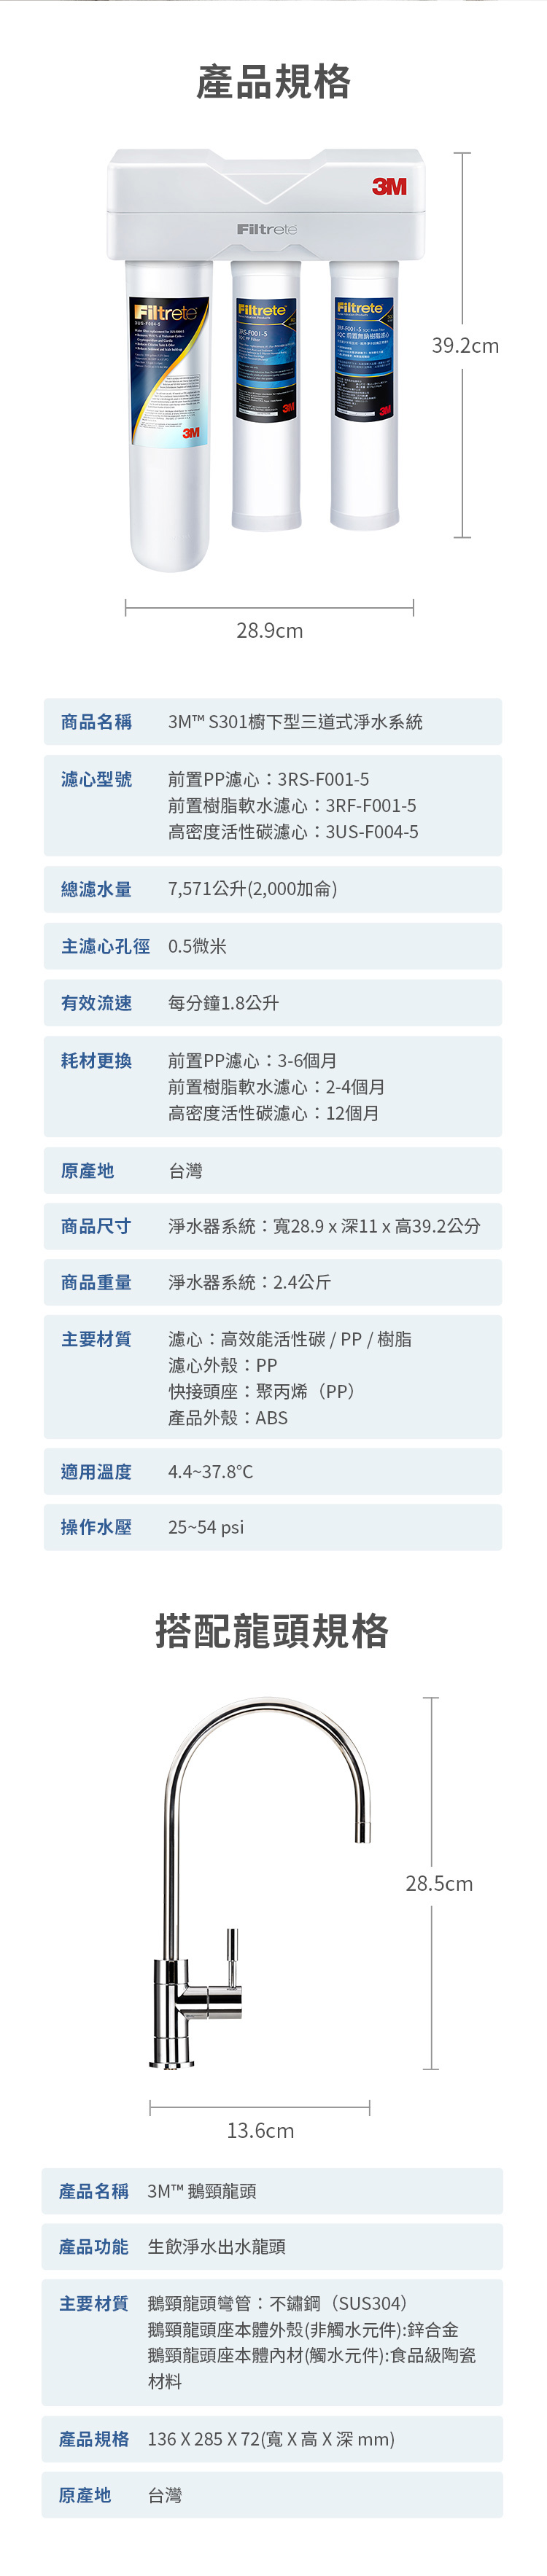 產品規格
3M
Filtrete
Filtrete
3US-F004-5
3M
Filtrete
3RS-F001-5
3M
Filtrete
3RF-F001-5
SQC 前置無鈉樹脂濾心
3M
39.2cm
28.9cm
商品名稱 3M™ S301櫥下型三道式淨水系統
濾心型號 前置PP濾心：3RS-F001-5
前置樹脂軟水濾心：3RF-F001-5
高密度活性碳濾心：3US-F004-5
總濾水量 7,571公升(2,000加侖)
主濾心孔徑 0.5微米
有效流速 每分鐘1.8公升
耗材更換 前置PP濾心：3-6個月
前置樹脂軟水濾心：2-4個月
高密度活性碳濾心：12個月
原產地 台灣
商品尺寸 淨水器系統：寬28.9 x 深11 x 高39.2公分
商品重量 淨水器系統：2.4公斤
主要材質 濾心：高效能活性碳 / PP / 樹脂
濾心外殼：PP
快接頭座：聚丙烯（PP）
產品外殼：ABS
適用溫度 4.4~37.8°C
操作水壓 25~54 psi
搭配龍頭規格
28.5cm
13.6cm
產品名稱 3M™ 鵝頸龍頭
產品功能 生飲淨水出水龍頭
主要材質 鵝頸龍頭彎管：不鏽鋼（SUS304）
鵝頸龍頭座本體外殼(非觸水元件):鋅合金
鵝頸龍頭座本體內材(觸水元件):食品級陶瓷
材料
產品規格 136 X 285 X 72(寬 X 高 X 深 mm)
原產地 台灣